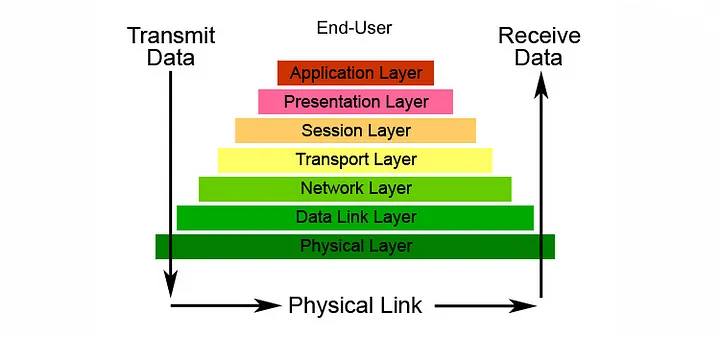 Transmit
Data
End-User
Receive
Data
Application Layer
Presentation Layer
Session Layer
Transport Layer
Network Layer
Data Link Layer
Physical Layer
Physical Link